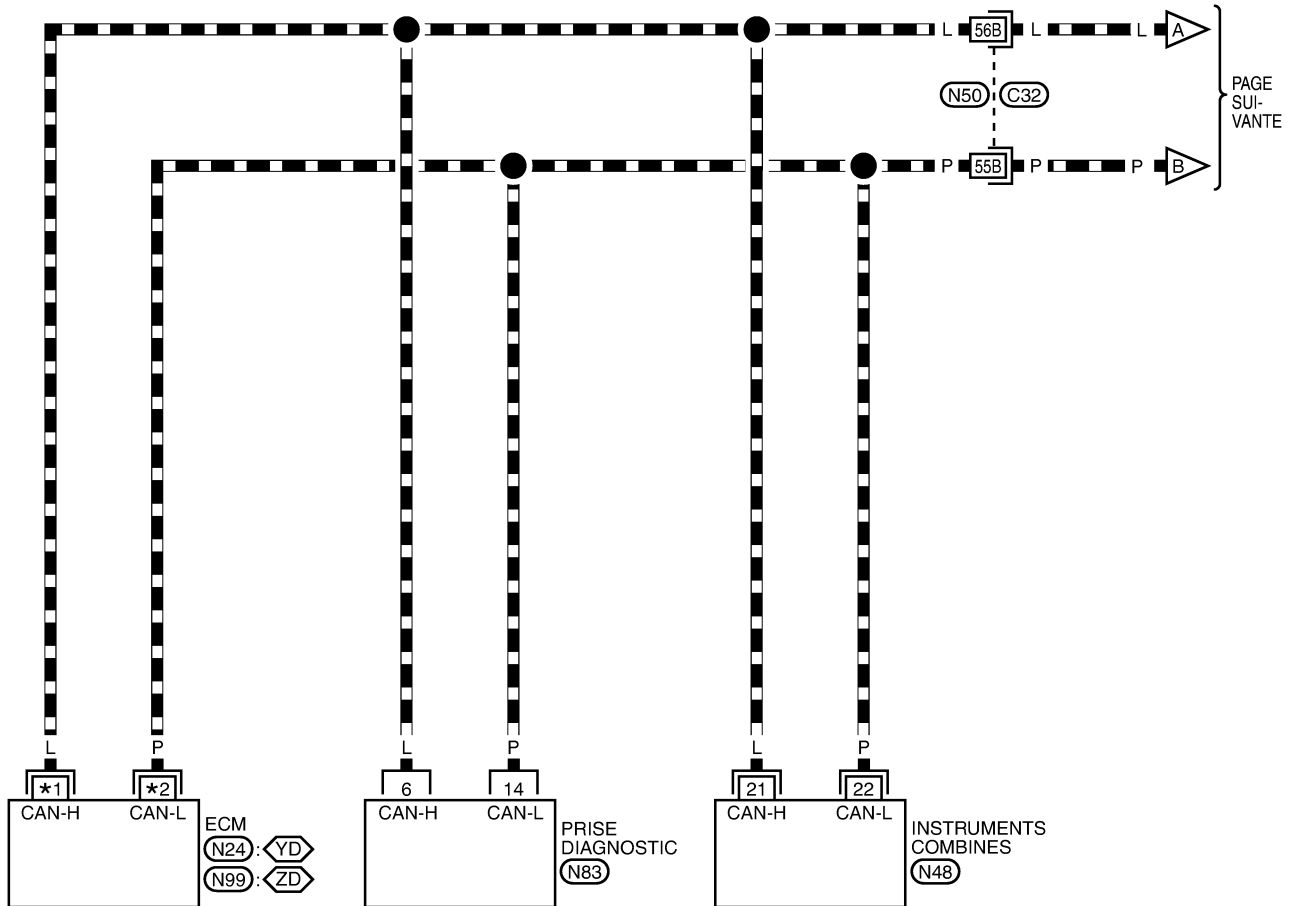 L 56B L L A
N50 C32
PAGE
SUI-
VANTE
P 55B P P B
L P L P L P
*1 *2 6 14 21 22
CAN-H CAN-L CAN-H CAN-L CAN-H CAN-L
ECM
N24 : YD
N99 : ZD
PRISE
DIAGNOSTIC
N83
INSTRUMENTS
COMBINES
N48